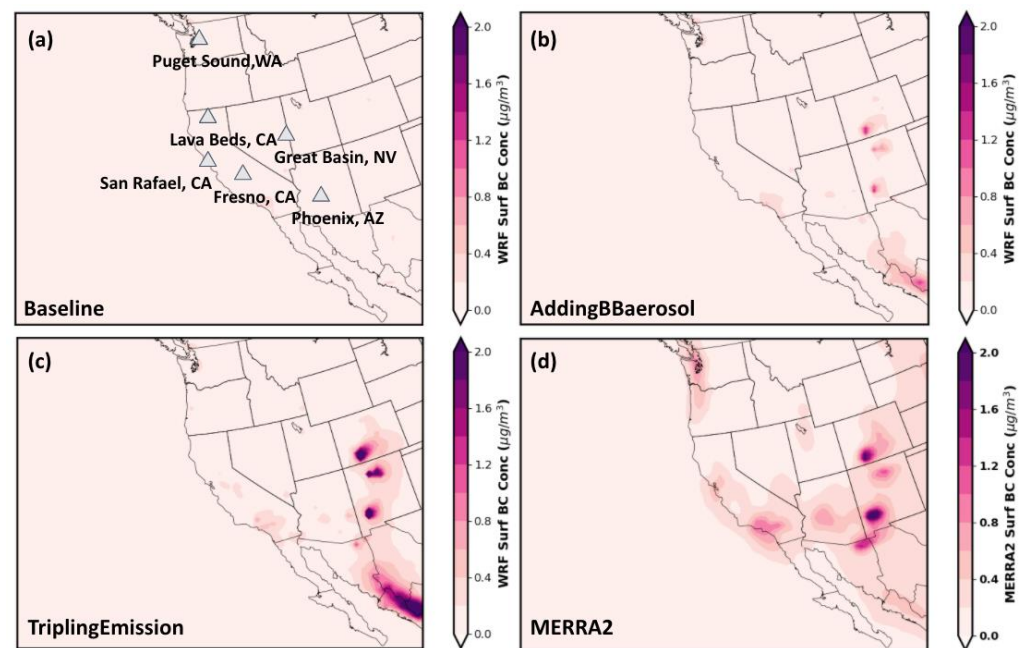 (a)
Puget Sound,WA
Lava Beds, CA
Great Basin, NV
San Rafael, CA
Fresno, CA
Phoenix, AZ
Baseline
2.0
1.6
1.2
0.8
0.4
0.0
WRF Surf BC Conc (μg/m³)
(b)
AddingBBaerosol
2.0
1.6
1.2
0.8
0.4
0.0
WRF Surf BC Conc (μg/m³)
(c)
TriplingEmission
2.0
1.6
1.2
0.8
0.4
0.0
WRF Surf BC Conc (μg/m³)
(d)
MERRA2
2.0
1.6
1.2
0.8
0.4
0.0
MERRA2 Surf BC Conc (μg/m³)